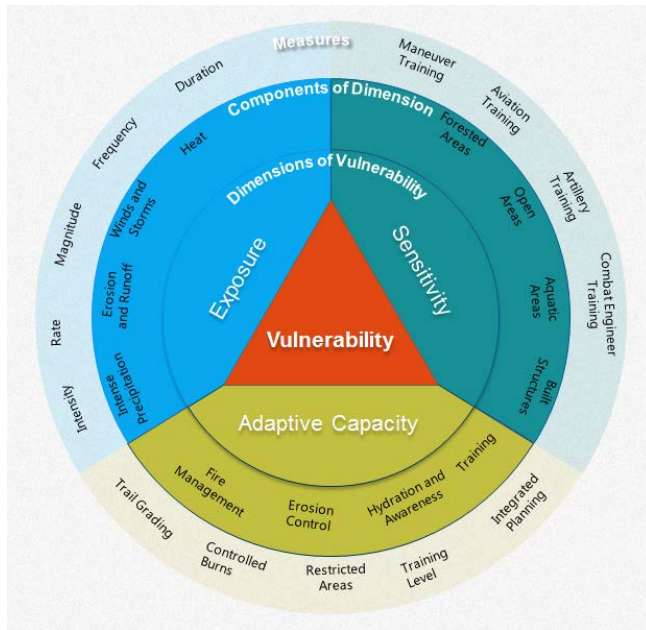 Measures
Components of Dimension
Dimensions of Vulnerability
Vulnerability
Exposure
Heat
Winds and
Storms
Erosion
and Runoff
Intense
Precipitation
Duration
Frequency
Magnitude
Rate
Intensity
Sensitivity
Forested
Areas
Open
Areas
Aquatic
Areas
Built
Structures
Maneuver
Training
Aviation
Training
Artillery
Training
Combat Engineer
Training
Adaptive Capacity
Fire
Management
Erosion
Control
Hydration and
Awareness
Training
Trail Grading
Controlled
Burns
Restricted
Areas
Training
Level
Integrated
Planning